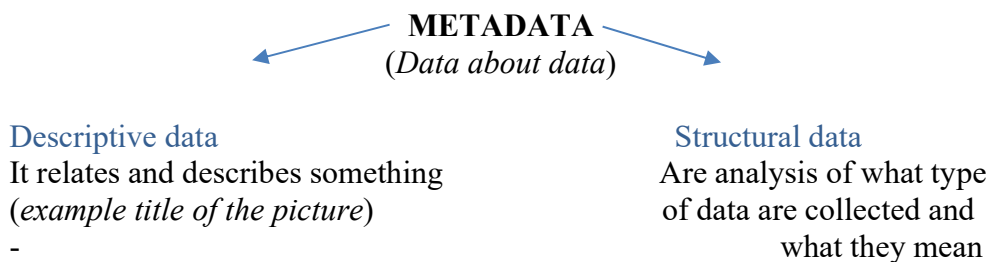 METADATA
(Data about data)
Descriptive data
It relates and describes something
(example title of the picture)
-
Structural data
Are analysis of what type
of data are collected and
what they mean